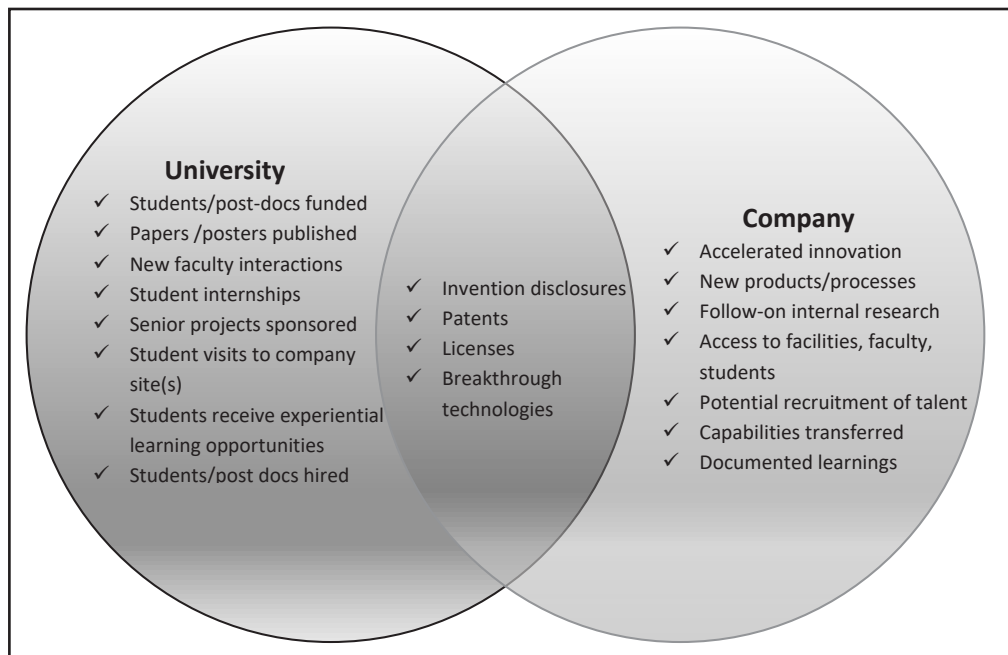 University
✓ Students/post-docs funded
✓ Papers /posters published
✓ New faculty interactions
✓ Student internships
✓ Senior projects sponsored
✓ Student visits to company
site(s)
✓ Students receive experiential
learning opportunities
✓ Students/post docs hired
✓ Invention disclosures
✓ Patents
✓ Licenses
✓ Breakthrough
technologies
Company
✓ Accelerated innovation
✓ New products/processes
✓ Follow-on internal research
✓ Access to facilities, faculty,
students
✓ Potential recruitment of talent
✓ Capabilities transferred
✓ Documented learnings